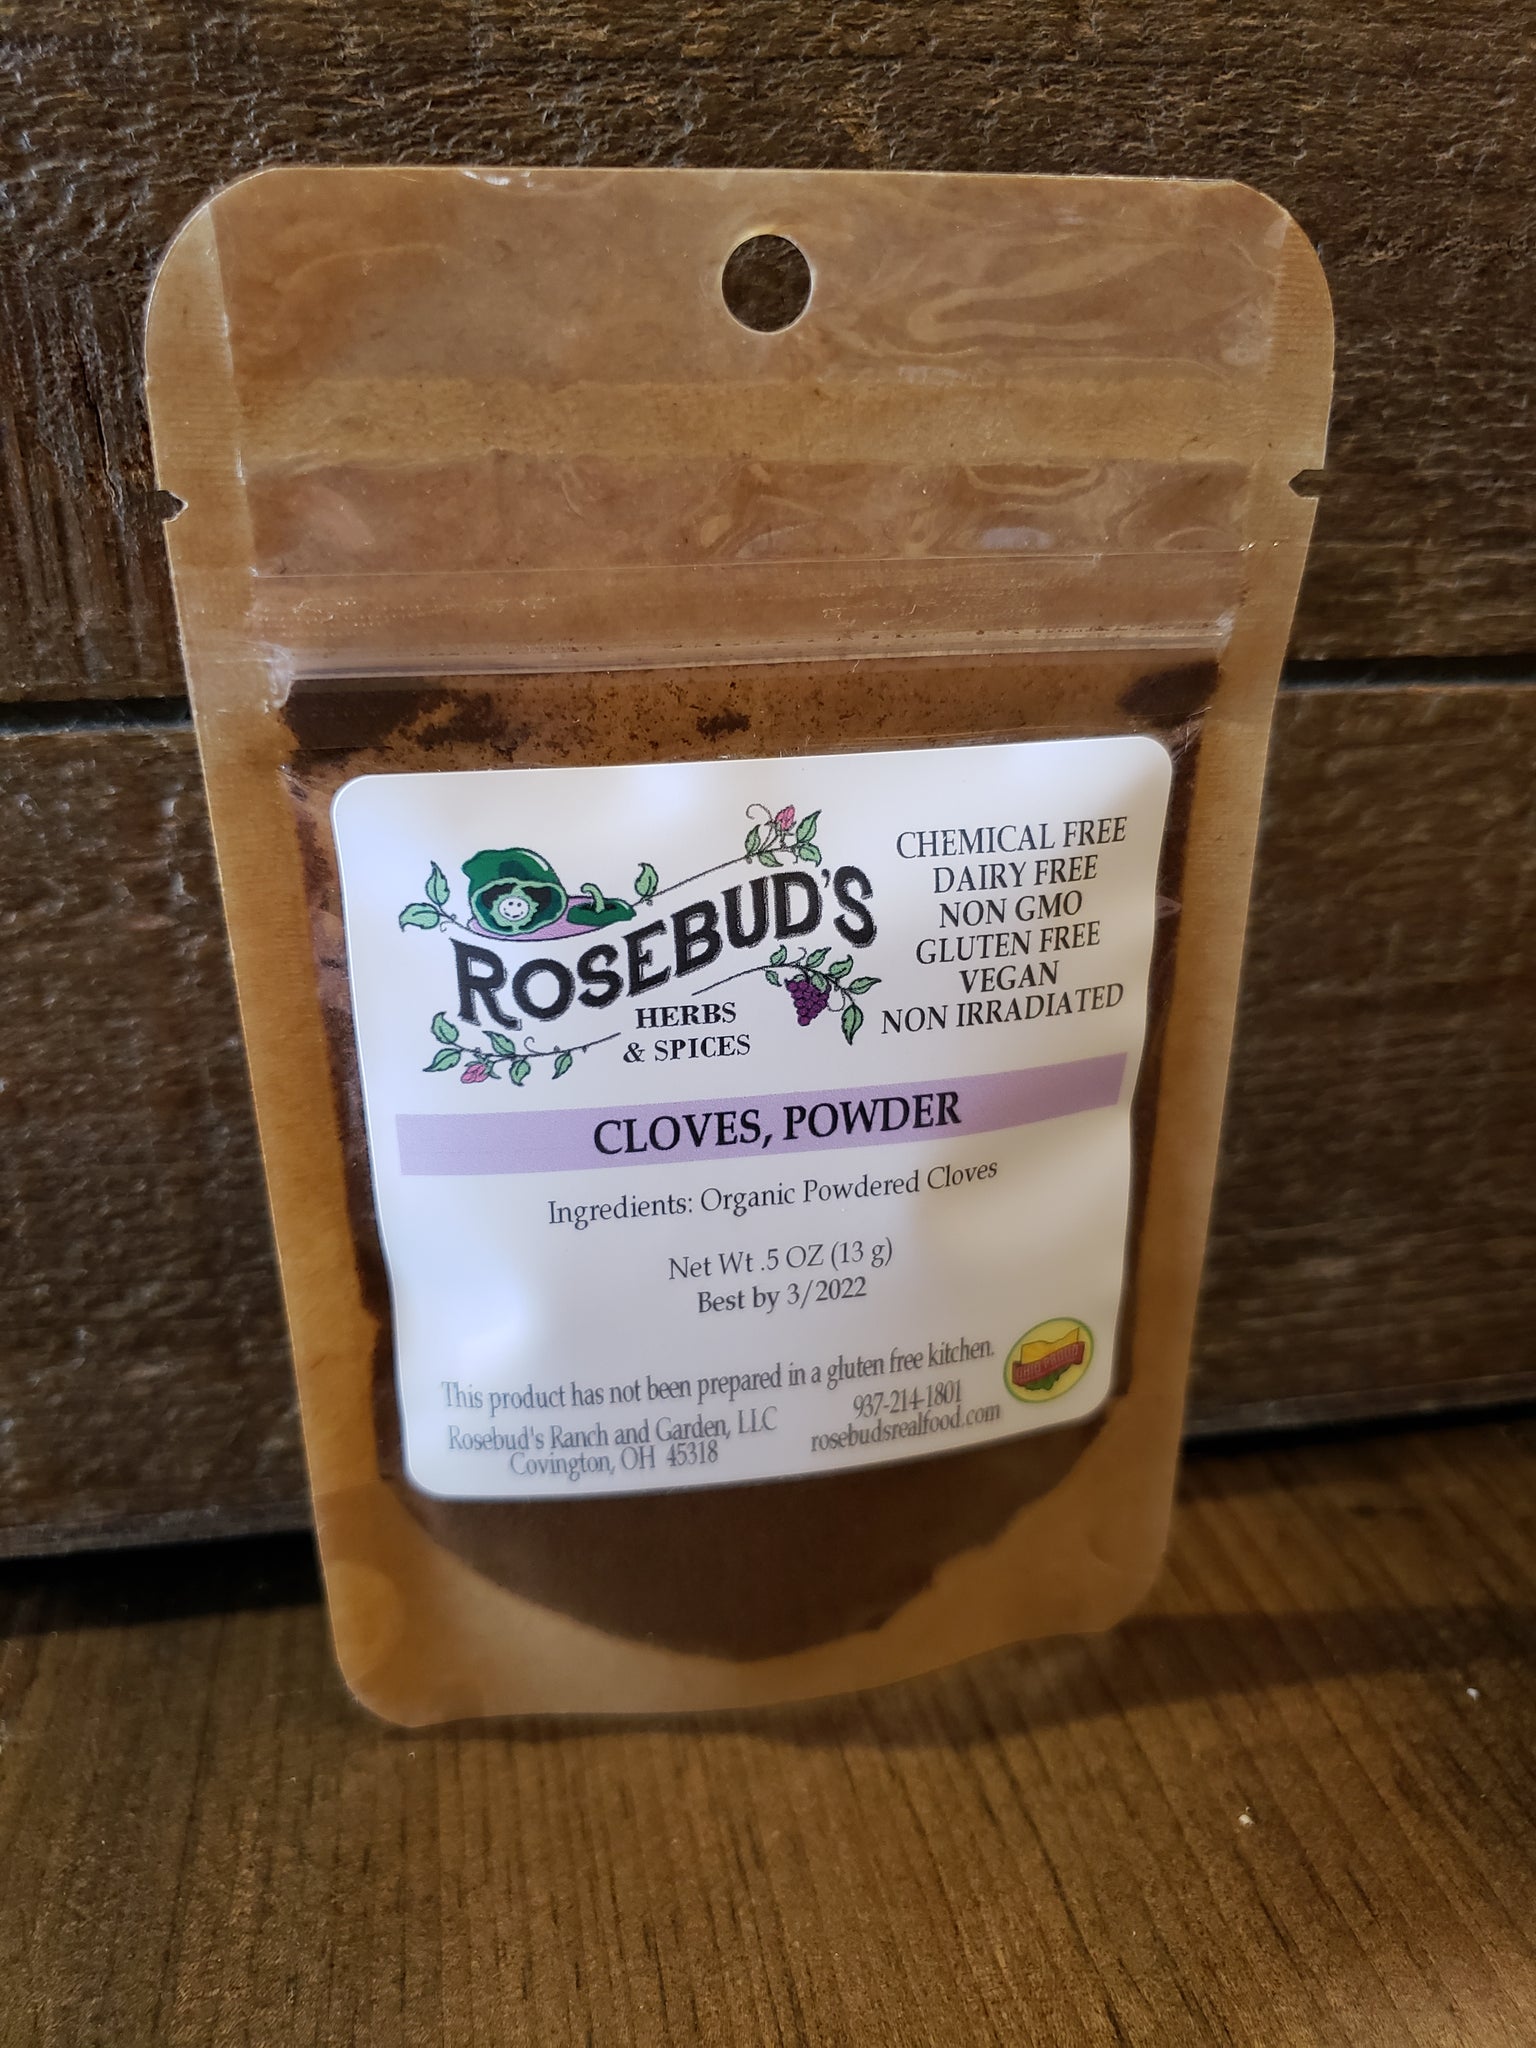 ROSEBUD'S
HERBS
& SPICES
CHEMICAL FREE
DAIRY FREE
NON GMO
GLUTEN FREE
VEGAN
NON IRRADIATED
CLOVES, POWDER
Ingredients: Organic Powdered Cloves
Net Wt .5 OZ (13 g)
Best by 3/2022
This product has not been prepared in a gluten free kitchen.
Rosebud's Ranch and Garden, LLC
Covington, OH 45318
937-214-1801
rosebudsrealfood.com
OHIO PROUD